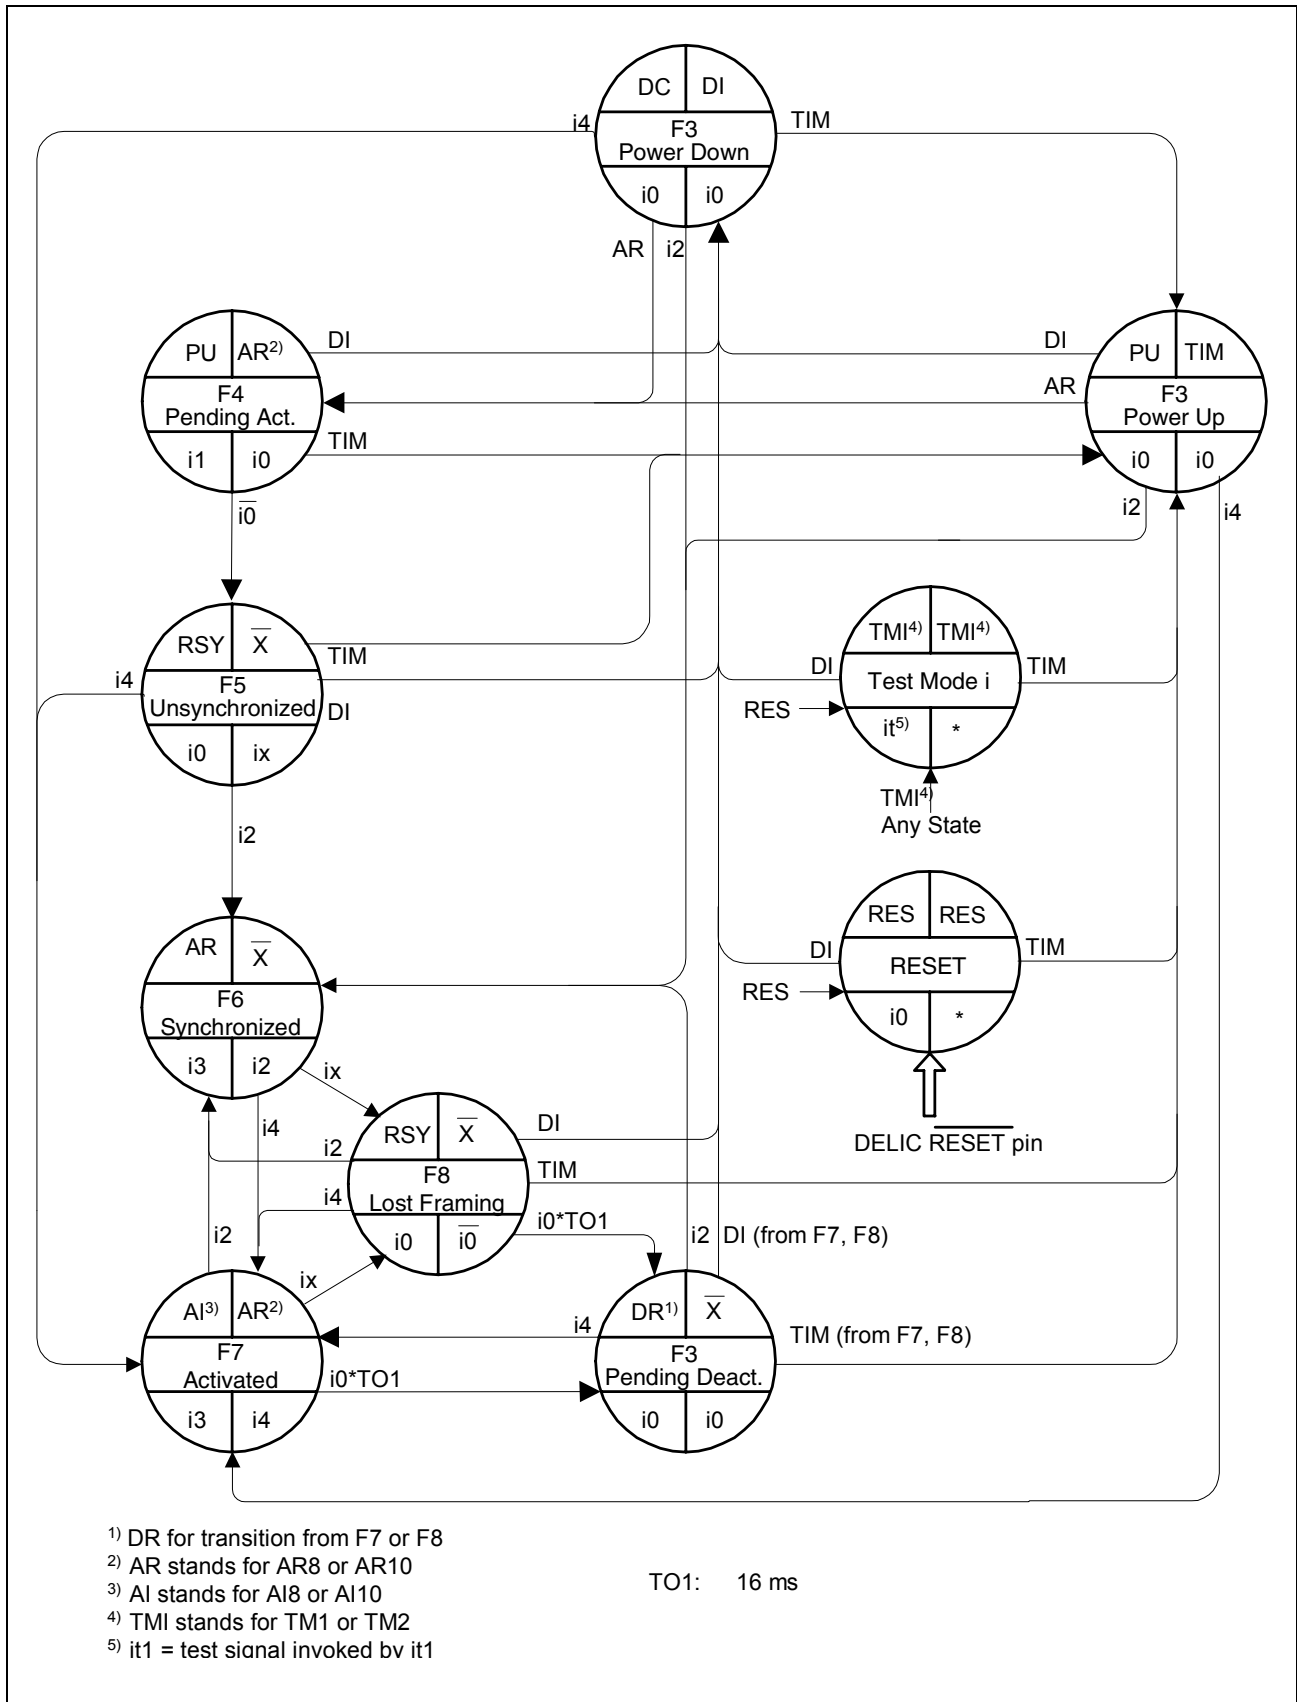 DC DI
i4 F3 TIM
Power Down
i0 i0
AR i2
PU AR2) DI
F4
Pending Act. TIM
i1 i0
i0
DI PU TIM
AR F3
Power Up
i0 i0
i2 i4
RSY X TIM
i4 F5
Unsynchronized DI
i0 ix
i2
TMI4) TMI4)
DI Test Mode i TIM
RES it5) *
TMI4)
Any State
AR X
F6
Synchronized
i3 i2 ix
i4
RES RES
DI RESET TIM
RES i0 *
DELIC RESET pin
RSY X DI
i2 F8 TIM
i4 Lost Framing
i0 i0 i0*TO1
i2 ix
i2 DI (from F7, F8)
AI3) AR2)
F7
Activated i0*TO1
i3 i4
DR1) X
i4 F3 TIM (from F7, F8)
Pending Deact.
i0 i0
1) DR for transition from F7 or F8
2) AR stands for AR8 or AR10
3) AI stands for AI8 or AI10
4) TMI stands for TM1 or TM2
5) it1 = test signal invoked by it1
TO1: 16 ms